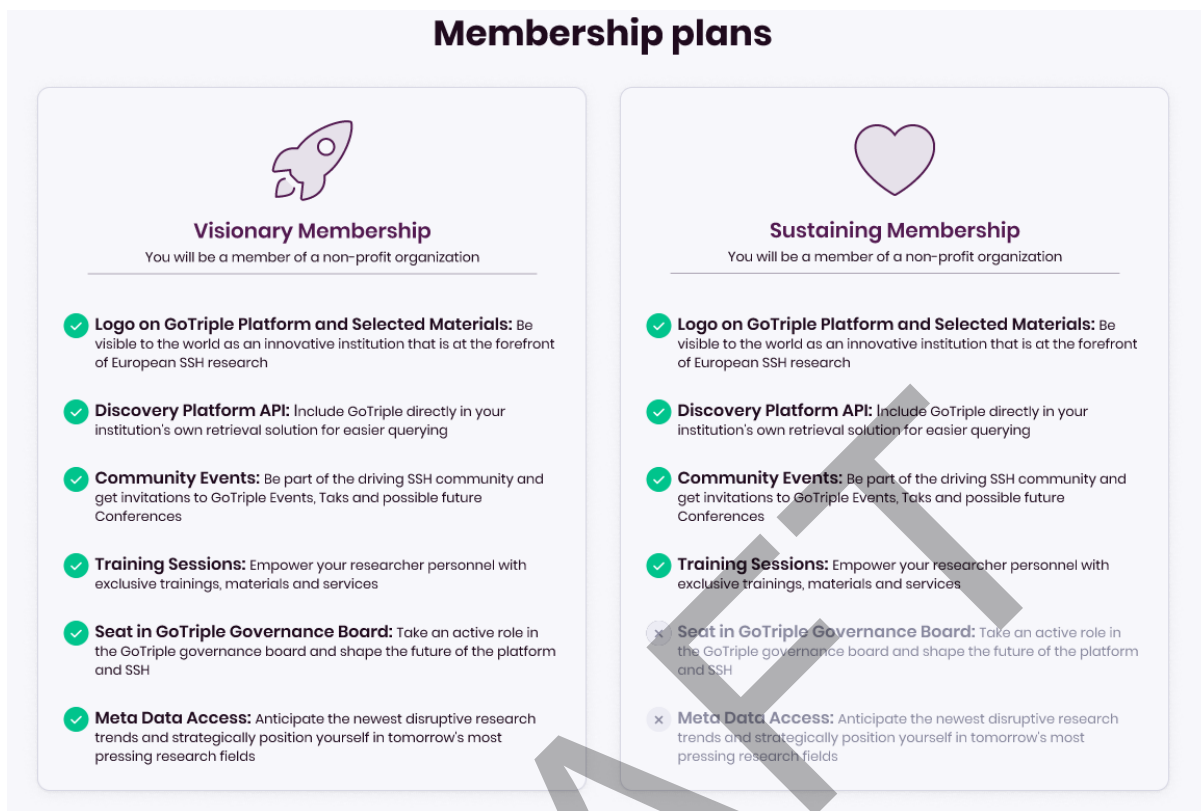 Membership plans
Visionary Membership
You will be a member of a non-profit organization
Logo on GoTriple Platform and Selected Materials: Be
visible to the world as an innovative institution that is at the forefront
of European SSH research
Discovery Platform API: Include GoTriple directly in your
institution's own retrieval solution for easier querying
Community Events: Be part of the driving SSH community and
get invitations to GoTriple Events, Taks and possible future
Conferences
Training Sessions: Empower your researcher personnel with
exclusive trainings, materials and services
Seat in GoTriple Governance Board: Take an active role in
the GoTriple governance board and shape the future of the platform
and SSH
Meta Data Access: Anticipate the newest disruptive research
trends and strategically position yourself in tomorrow's most
pressing research fields
Sustaining Membership
You will be a member of a non-profit organization
Logo on GoTriple Platform and Selected Materials: Be
visible to the world as an innovative institution that is at the forefront
of European SSH research
Discovery Platform API: Include GoTriple directly in your
institution's own retrieval solution for easier querying
Community Events: Be part of the driving SSH community and
get invitations to GoTriple Events, Taks and possible future
Conferences
Training Sessions: Empower your researcher personnel with
exclusive trainings, materials and services
Seat in GoTriple Governance Board: Take an active role in
the GoTriple governance board and shape the future of the platform
and SSH
Meta Data Access: Anticipate the newest disruptive research
trends and strategically position yourself in tomorrow's most
pressing research fields
AFT